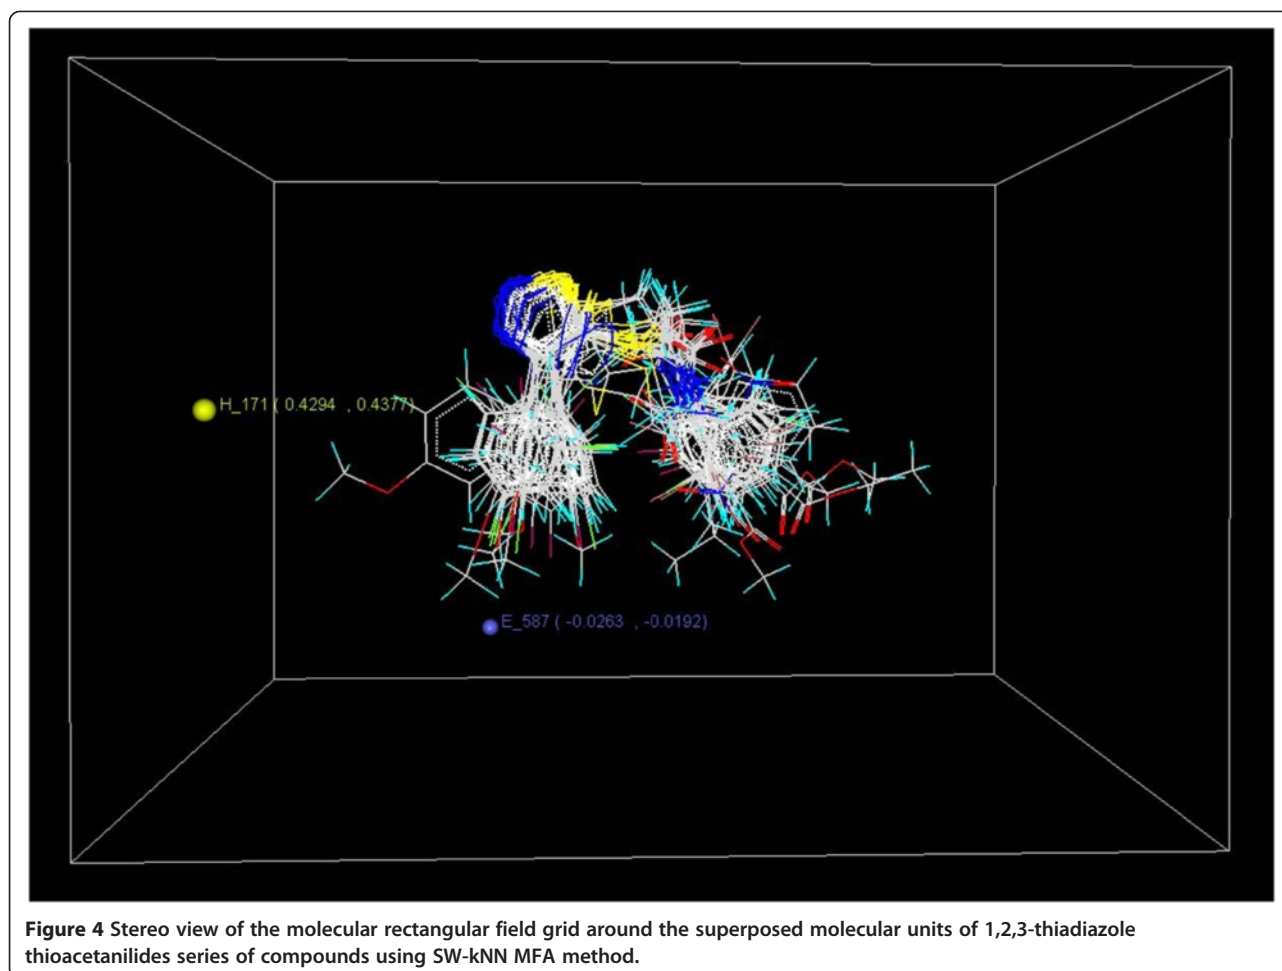 H_171 ( 0.4294 , 0.4377)
E_587 ( -0.0263 , -0.0192)
Figure 4 Stereo view of the molecular rectangular field grid around the superposed molecular units of 1,2,3-thiadiazole
thioacetanilides series of compounds using SW-kNN MFA method.